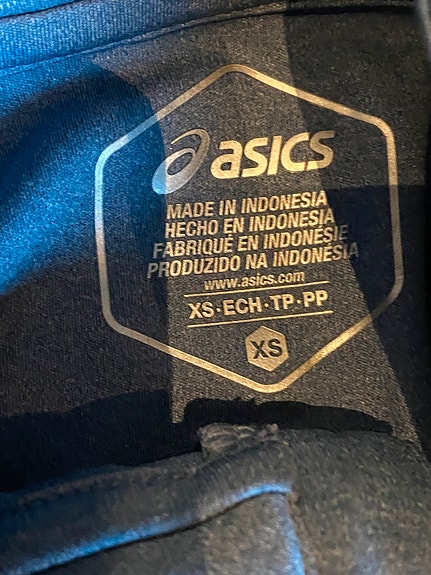 asics
MADE IN INDONESIA
HECHO EN INDONESIA
FABRIQUÉ EN INDONÉSIE
PRODUZIDO NA INDONÉSIA
www.asics.com
XS·ECH·TP·PP
XS